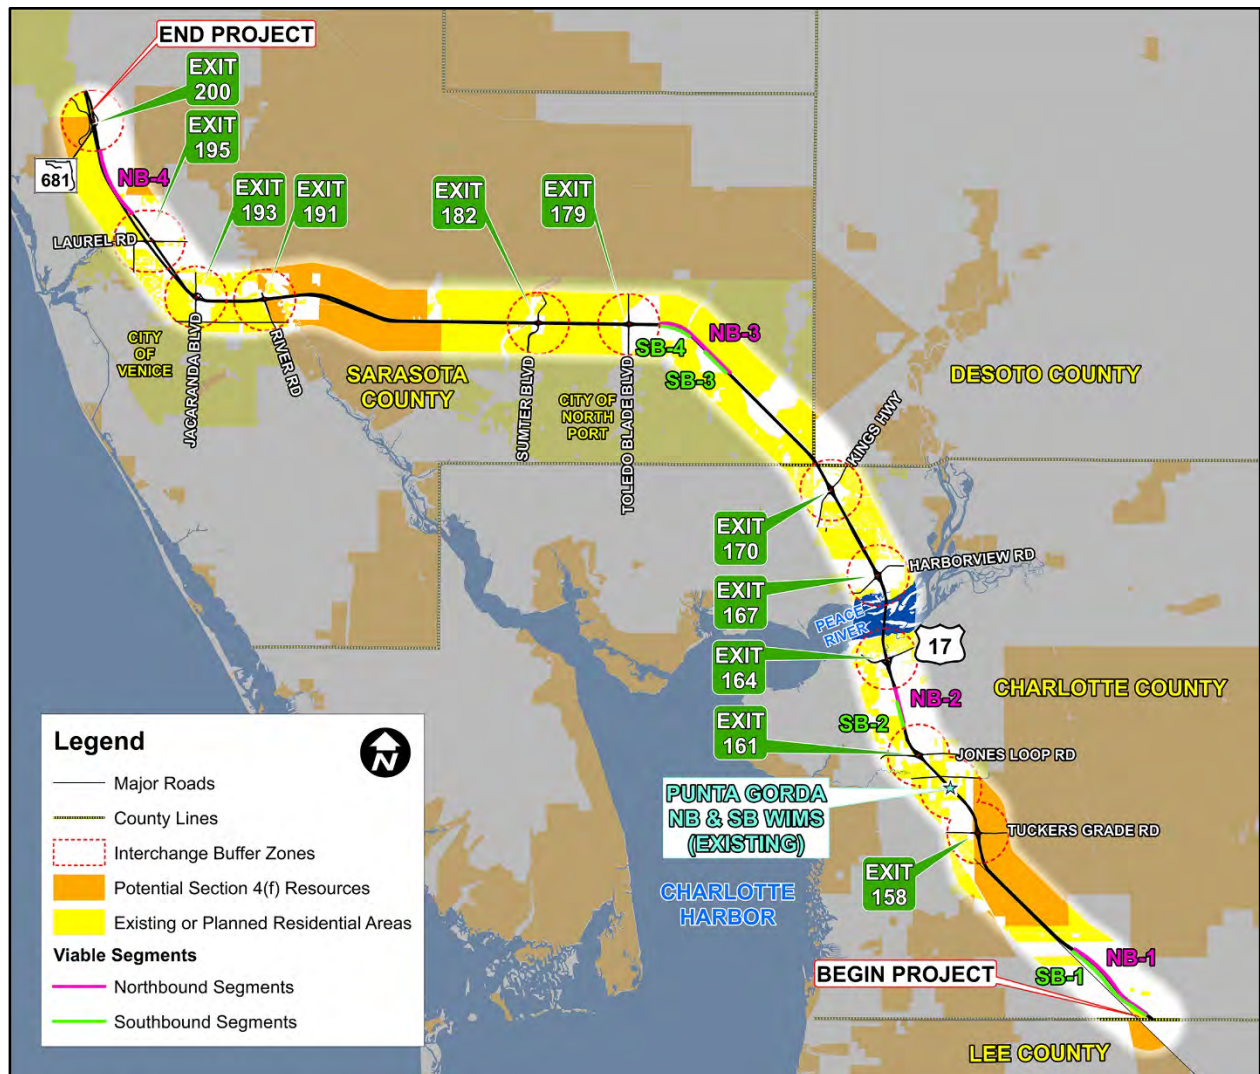 END PROJECT
EXIT
200
EXIT
195
681
NB-4
EXIT
193
EXIT
191
EXIT
182
EXIT
179
LAUREL RD
CITY
OF
VENICE
JACARANDA BLVD
RIVER RD
SARASOTA
COUNTY
SUMTER BLVD
CITY OF
NORTH
PORT
TOLEDO BLADE BLVD
NB-3
SB-4
SB-3
DESOTO COUNTY
KINGS HWY
EXIT
170
HARBORVIEW RD
EXIT
167
PEACE
RIVER
17
EXIT
164
CHARLOTTE COUNTY
NB-2
SB-2
EXIT
161
JONES LOOP RD
PUNTA GORDA
NB & SB WIMS
(EXISTING)
TUCKERS GRADE RD
EXIT
158
CHARLOTTE
HARBOR
NB-1
SB-1
BEGIN PROJECT
LEE COUNTY
Legend
N
Major Roads
County Lines
Interchange Buffer Zones
Potential Section 4(f) Resources
Existing or Planned Residential Areas
Viable Segments
Northbound Segments
Southbound Segments